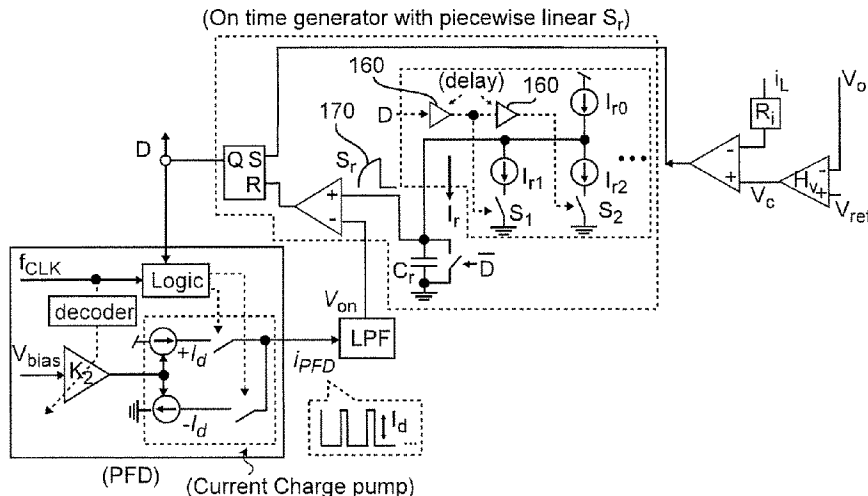 (On time generator with piecewise linear Sr)
160
(delay)
160
D
Ir0
iL
Vo
Ri
170
D
Q S
R
Sr
Ir1
Ir2
...
-
+
Hv
-
+
Vc
Vref
+
-
Ir
S1
S2
Cr
D̅
fCLK
Logic
Von
decoder
LPF
Vbias
K2
+Id
iPFD
-Id
Id
...
(PFD)
(Current Charge pump)